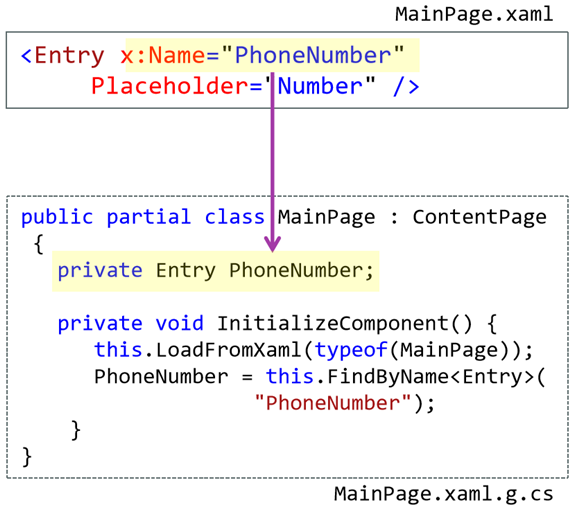 MainPage.xaml
<Entry x:Name="PhoneNumber"
Placeholder="Number" />
public partial class MainPage : ContentPage
{
private Entry PhoneNumber;
private void InitializeComponent() {
this.LoadFromXaml(typeof(MainPage));
PhoneNumber = this.FindByName<Entry>(
"PhoneNumber");
}
}
MainPage.xaml.g.cs